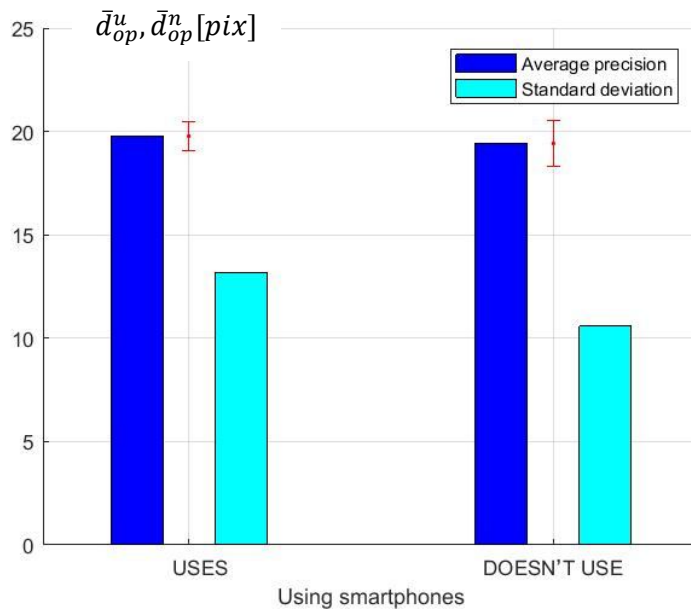 d̄ᵤₒₚ, d̄ⁿₒₚ[pix]
25
20
15
10
5
0
Average precision
Standard deviation
USES
DOESN'T USE
Using smartphones